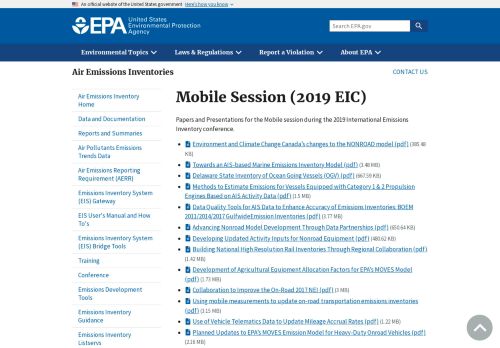 An official website of the United States government Here's how you know
EPA United States
Environmental Protection
Agency
Search EPA.gov
Environmental Topics
Laws & Regulations
Report a Violation
About EPA
Air Emissions Inventories
CONTACT US
Air Emissions Inventory
Home
Data and Documentation
Reports and Summaries
Air Pollutants Emissions
Trends Data
Air Emissions Reporting
Requirement (AERR)
Emissions Inventory System
(EIS) Gateway
EIS User's Manual and How
To's
Emissions Inventory System
(EIS) Bridge Tools
Training
Conference
Emissions Development
Tools
Emissions Inventory
Guidance
Emissions Inventory
Listservs
Mobile Session (2019 EIC)
Papers and Presentations for the Mobile session during the 2019 International Emissions
Inventory conference.
Environment and Climate Change Canada's changes to the NONROAD model (pdf) (385.48
KB)
Towards an AIS-based Marine Emissions Inventory Model (pdf) (3.48 MB)
Delaware State Inventory of Ocean Going Vessels (OGV) (pdf) (667.59 KB)
Methods to Estimate Emissions for Vessels Equipped with Category 1 & 2 Propulsion
Engines Based on AIS Activity Data (pdf) (1.5 MB)
Data Quality Tools for AIS Data to Enhance Accuracy of Emissions Inventories: BOEM
2011/2014/2017 Gulfwide Emission Inventories (pdf) (3.77 MB)
Advancing Nonroad Model Development Through Data Partnerships (pdf) (650.64 KB)
Developing Updated Activity Inputs for Nonroad Equipment (pdf) (480.62 KB)
Building National High Resolution Rail Inventories Through Regional Collaboration (pdf)
(1.42 MB)
Development of Agricultural Equipment Allocation Factors for EPA's MOVES Model
(pdf) (1.73 MB)
Collaboration to Improve the On-Road 2017 NEI (pdf) (3 MB)
Using mobile measurements to update on-road transportation emissions inventories
(pdf) (3.15 MB)
Use of Vehicle Telematics Data to Update Mileage Accrual Rates (pdf) (1.22 MB)
Planned Updates to EPA's MOVES Emission Model for Heavy-Duty Onroad Vehicles (pdf)
(2.16 MB)